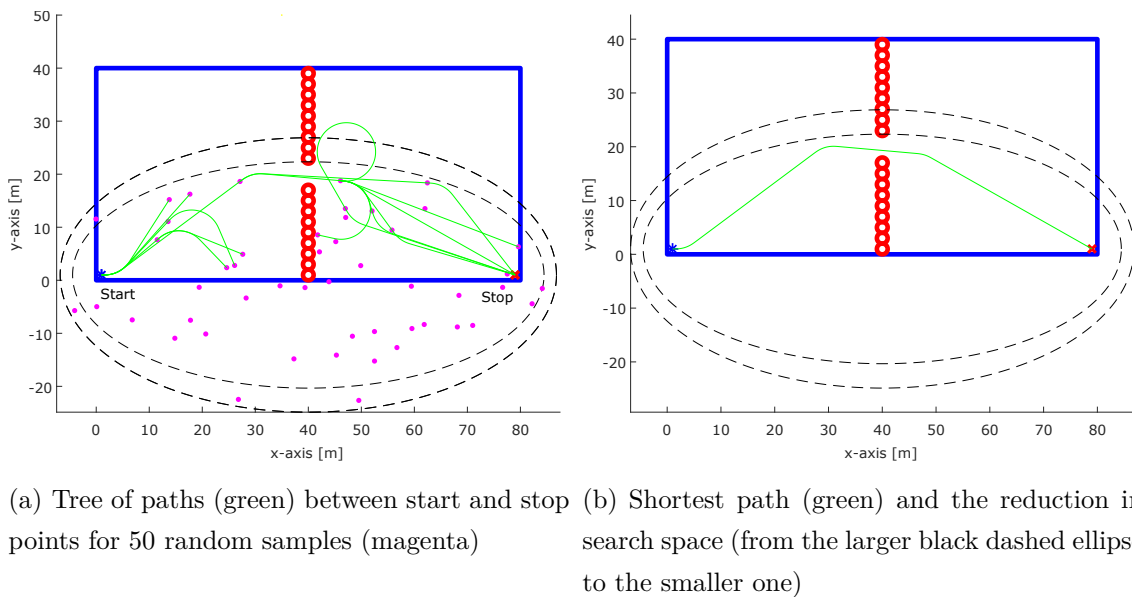 50
40
30
20
10
0
-10
-20
y-axis [m]
Start
Stop
0 10 20 30 40 50 60 70 80
x-axis [m]
40
30
20
10
0
-10
-20
y-axis [m]
0 10 20 30 40 50 60 70 80
x-axis [m]
(a) Tree of paths (green) between start and stop
points for 50 random samples (magenta)
(b) Shortest path (green) and the reduction in
search space (from the larger black dashed ellips
to the smaller one)